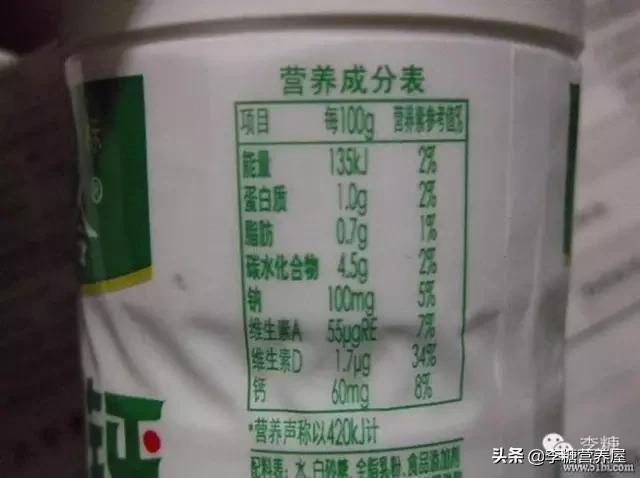 营养成分表
项目 每100g 营养素参考值%
能量 135kJ 2%
蛋白质 1.0g 2%
脂肪 0.7g 1%
碳水化合物 4.5g 2%
钠 100mg 5%
维生素A 55μgRE 7%
维生素D 1.7μg 34%
钙 60mg 8%
*营养声称以420kJ计
配料表：水、白砂糖、全脂乳粉、食品添加剂
钙
®
李糖
头条 @李糖营养屋
www.51bi.com